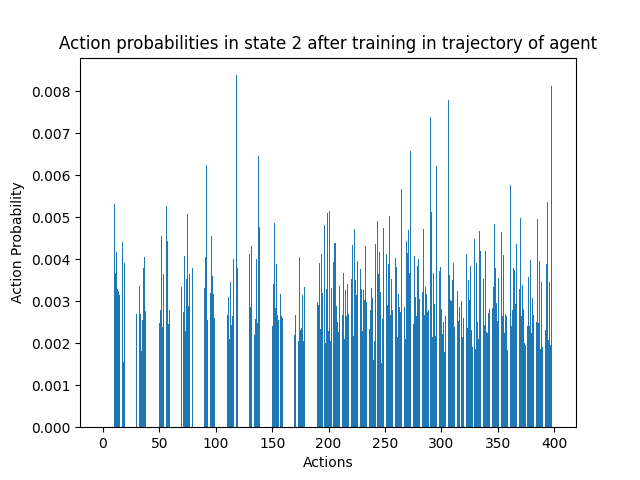 Action probabilities in state 2 after training in trajectory of agent
0.008
0.007
0.006
0.005
0.004
0.003
0.002
0.001
0.000
Action Probability
0 50 100 150 200 250 300 350 400
Actions